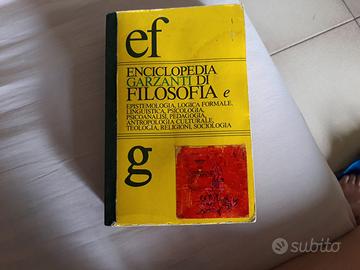 ef
ENCICLOPEDIA
GARZANTI DI
FILOSOFIA e
EPISTEMOLOGIA, LOGICA FORMALE,
LINGUISTICA, PSICOLOGIA,
PSICOANALISI, PEDAGOGIA,
ANTROPOLOGIA CULTURALE,
TEOLOGIA, RELIGIONI, SOCIOLOGIA
g
subito